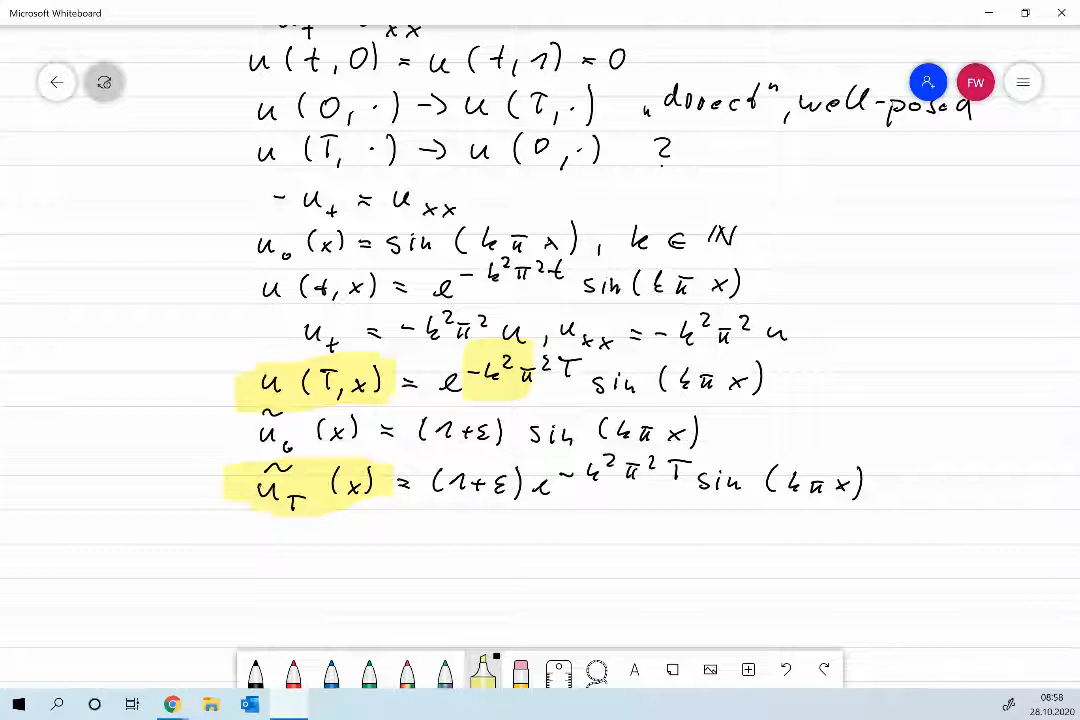 Microsoft Whiteboard
u_t = u_xx
u(t,0) = u(t,1) = 0
FW
u(0,·) → u(T,·) „direct", well-posed
u(T,·) → u(0,·) ?
- u_t = u_xx
u_0(x) = sin(kπx), k ∈ ℕ
u(t,x) = e^{-k²π²t} sin(kπx)
u_t = -k²π² u, u_xx = -k²π² u
u(T,x) = e^{-k²π²T} sin(kπx)
ũ_0(x) = (1+ε) sin(kπx)
ũ_T(x) = (1+ε) e^{-k²π²T} sin(kπx)
A
08:58
28.10.2020